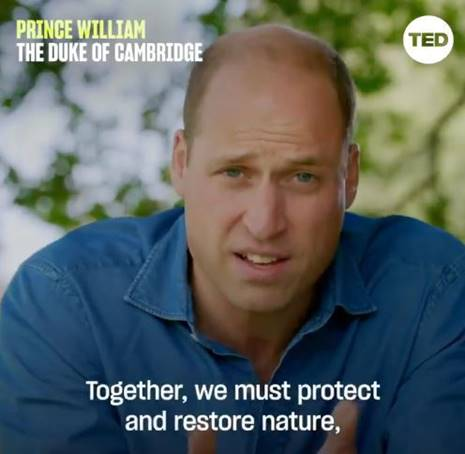 PRINCE WILLIAM
THE DUKE OF CAMBRIDGE
TED
Together, we must protect
and restore nature,